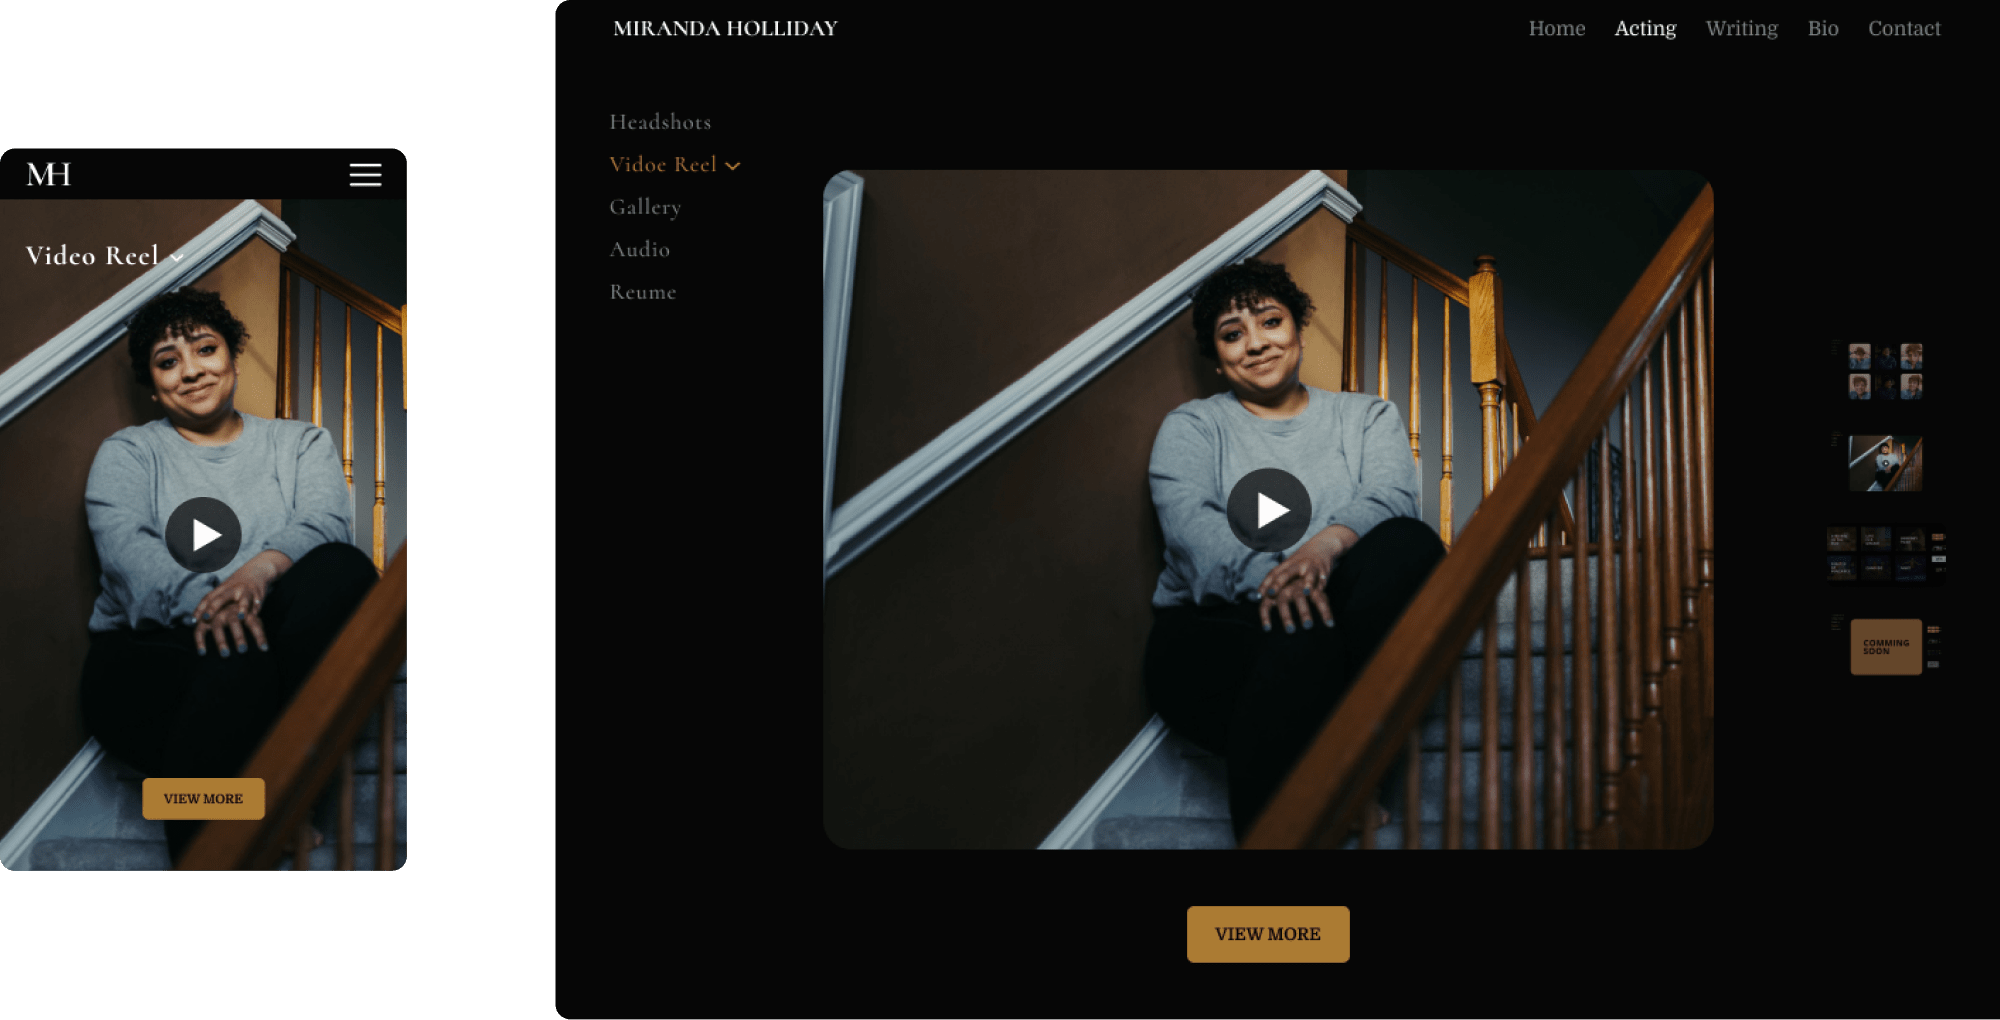 MH
Video Reel
VIEW MORE
MIRANDA HOLLIDAY
Home Acting Writing Bio Contact
Headshots
Vidoe Reel
Gallery
Audio
Reume
COMMING
SOON
VIEW MORE